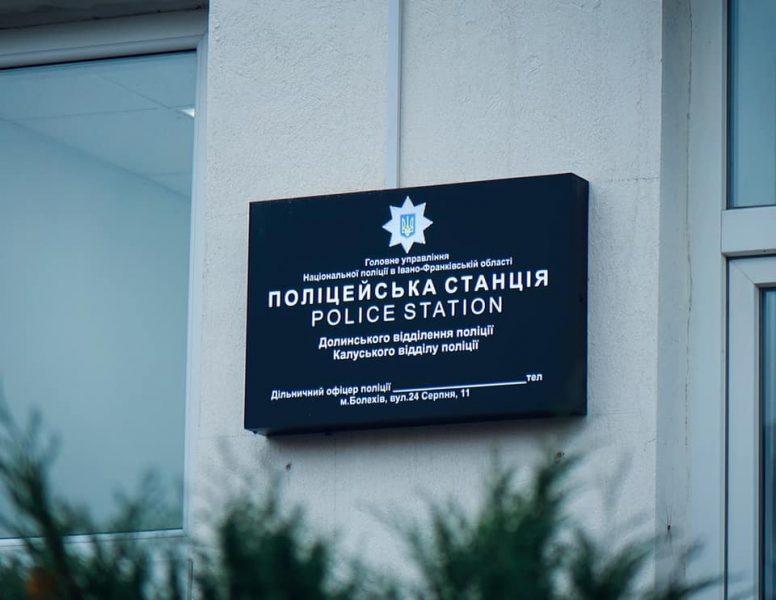 Головне управління
Національної поліції в Івано-Франківській області
ПОЛІЦЕЙСЬКА СТАНЦІЯ
POLICE STATION
Долинського відділення поліції
Калуського відділу поліції
Дільничний офіцер поліції ____________________тел
м.Болехів, вул.24 Серпня, 11